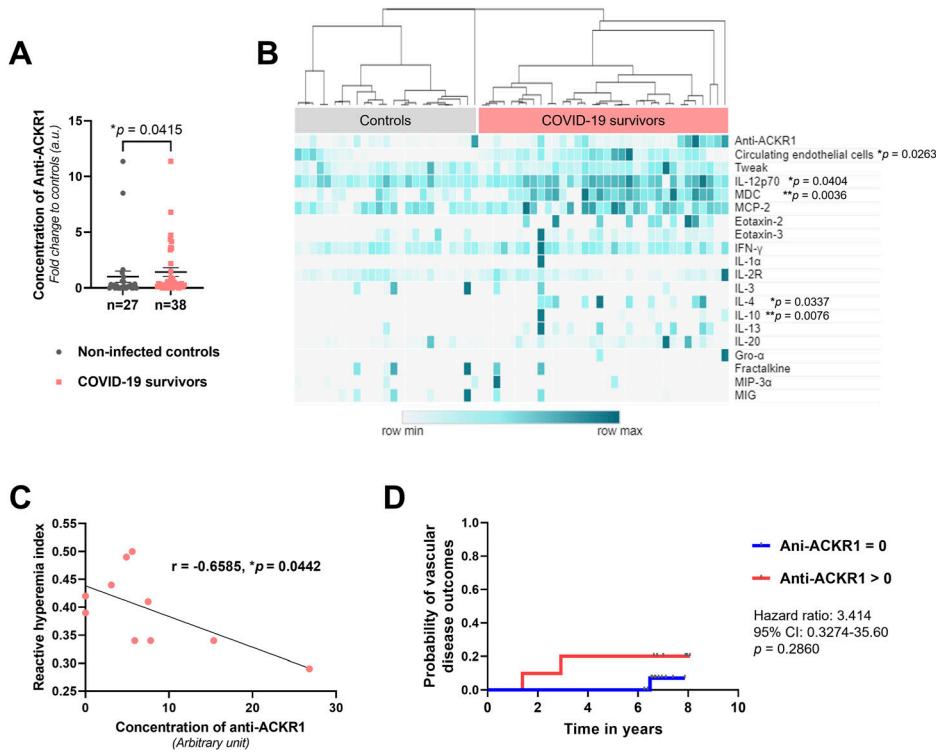 A
Concentration of Anti-ACKR1
Fold change to controls (a.u.)
15
10
5
0
*p = 0.0415
n=27 n=38
Non-infected controls
COVID-19 survivors
B
Controls COVID-19 survivors
Anti-ACKR1
Circulating endothelial cells *p = 0.0263
Tweak
IL-12p70 *p = 0.0404
MDC **p = 0.0036
MCP-2
Eotaxin-2
Eotaxin-3
IFN-γ
IL-1α
IL-2R
IL-3
IL-4 *p = 0.0337
IL-10 **p = 0.0076
IL-13
IL-20
Gro-α
Fractalkine
MIP-3α
MIG
row min row max
C
Reactive hyperemia index
0.55
0.50
0.45
0.40
0.35
0.30
0.25
r = -0.6585, *p = 0.0442
0 10 20 30
Concentration of anti-ACKR1
(Arbitrary unit)
D
Probability of vascular
disease outcomes
1.0
0.8
0.6
0.4
0.2
0.0
0 2 4 6 8 10
Time in years
Ani-ACKR1 = 0
Anti-ACKR1 > 0
Hazard ratio: 3.414
95% CI: 0.3274-35.60
p = 0.2860